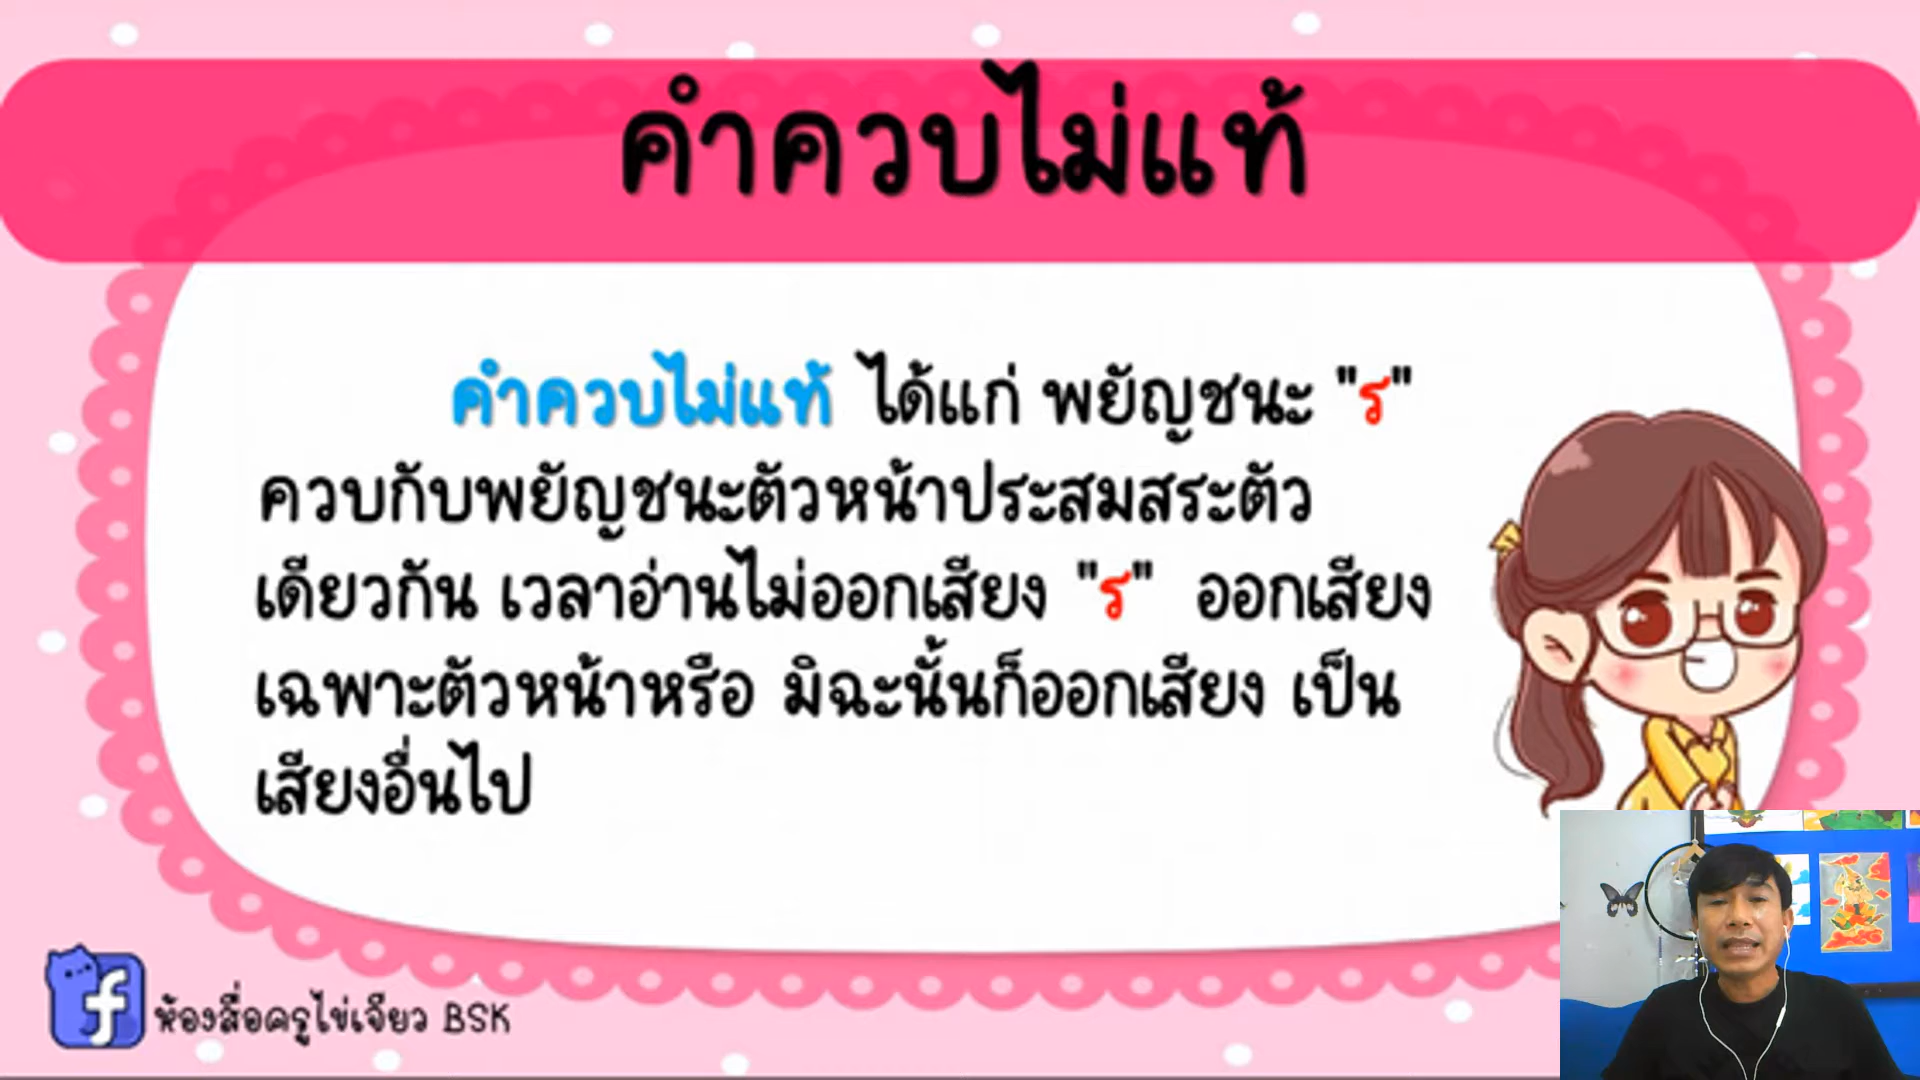 คำควบไม่แท้
คำควบไม่แท้ ได้แก่ พยัญชนะ "ร"
ควบกับพยัญชนะตัวหน้าประสมสระตัว
เดียวกัน เวลาอ่านไม่ออกเสียง "ร" ออกเสียง
เฉพาะตัวหน้าหรือ มิฉะนั้นก็ออกเสียง เป็น
เสียงอื่นไป
ห้องสื่อครูไข่เจียว BSK